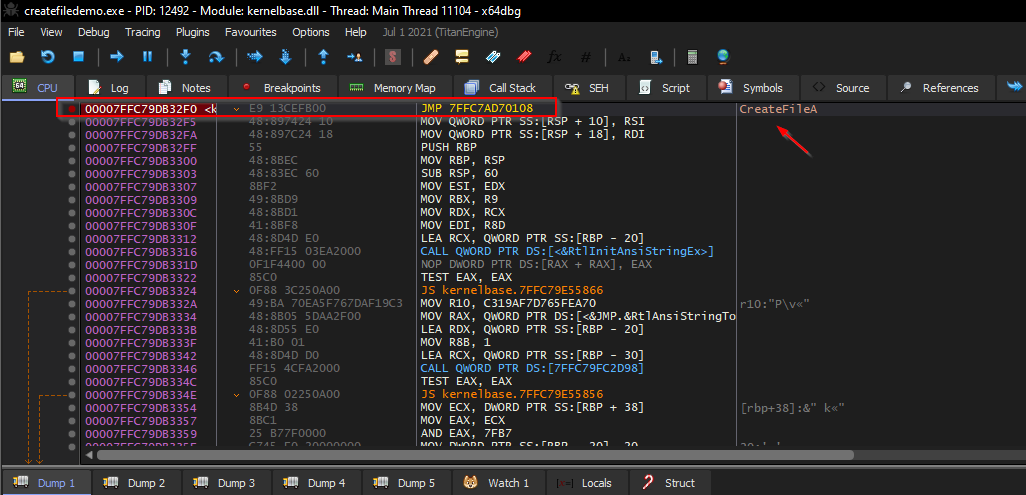 createfiledemo.exe - PID: 12492 - Module: kernelbase.dll - Thread: Main Thread 11104 - x64dbg
File View Debug Tracing Plugins Favourites Options Help Jul 1 2021 (TitanEngine)
CPU Log Notes Breakpoints Memory Map Call Stack SEH Script Symbols Source References
00007FFC79DB32F0 <k E9 13CEFB00 JMP 7FFC7AD70108 CreateFileA
00007FFC79DB32F5 48:897424 10 MOV QWORD PTR SS:[RSP + 10], RSI
00007FFC79DB32FA 48:897C24 18 MOV QWORD PTR SS:[RSP + 18], RDI
00007FFC79DB32FF 55 PUSH RBP
00007FFC79DB3300 48:8BEC MOV RBP, RSP
00007FFC79DB3303 48:83EC 60 SUB RSP, 60
00007FFC79DB3307 8BF2 MOV ESI, EDX
00007FFC79DB3309 49:8BD9 MOV RBX, R9
00007FFC79DB330C 48:8BD1 MOV RDX, RCX
00007FFC79DB330F 41:8BF8 MOV EDI, R8D
00007FFC79DB3312 48:8D4D E0 LEA RCX, QWORD PTR SS:[RBP - 20]
00007FFC79DB3316 48:FF15 03EA2000 CALL QWORD PTR DS:[<&RtlInitAnsiStringEx>]
00007FFC79DB331D 0F1F4400 00 NOP DWORD PTR DS:[RAX + RAX], EAX
00007FFC79DB3322 85C0 TEST EAX, EAX
00007FFC79DB3324 0F88 3C250A00 JS kernelbase.7FFC79E55866
00007FFC79DB332A 49:BA 70EA5F767DAF19C3 MOV R10, C319AF7D765FEA70 r10:"P\v«"
00007FFC79DB3334 48:8B05 5DAA2F00 MOV RAX, QWORD PTR DS:[<&JMP.&RtlAnsiStringTo
00007FFC79DB333B 48:8D55 E0 LEA RDX, QWORD PTR SS:[RBP - 20]
00007FFC79DB333F 41:B0 01 MOV R8B, 1
00007FFC79DB3342 48:8D4D D0 LEA RCX, QWORD PTR SS:[RBP - 30]
00007FFC79DB3346 FF15 4CFA2000 CALL QWORD PTR DS:[7FFC79FC2D98]
00007FFC79DB334C 85C0 TEST EAX, EAX
00007FFC79DB334E 0F88 02250A00 JS kernelbase.7FFC79E55856
00007FFC79DB3354 8B4D 38 MOV ECX, DWORD PTR SS:[RBP + 38] [rbp+38]:&" k«"
00007FFC79DB3357 8BC1 MOV EAX, ECX
00007FFC79DB3359 25 B77F0000 AND EAX, 7FB7
Dump 1 Dump 2 Dump 3 Dump 4 Dump 5 Watch 1 Locals Struct